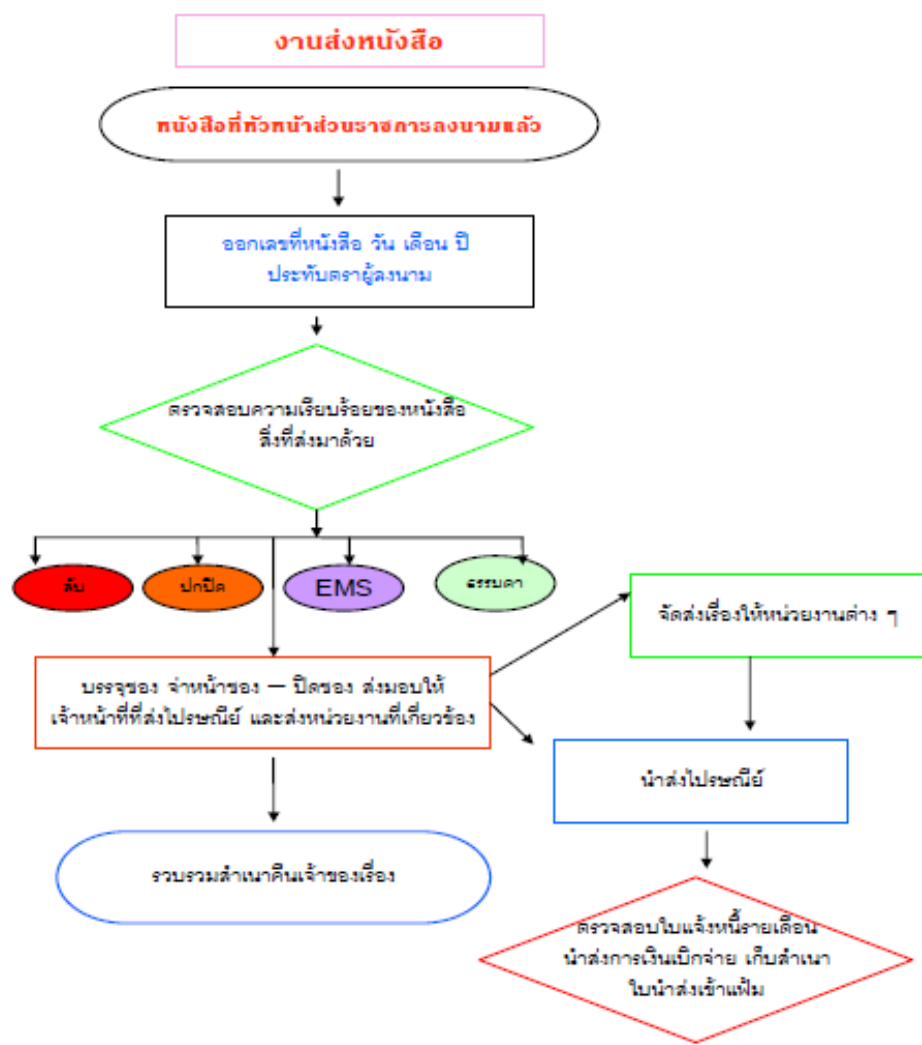 งานส่งหนังสือ
หนังสือที่หัวหน้าส่วนราชการลงนามแล้ว
ออกเลขที่หนังสือ วัน เดือน ปี
ประทับตราผู้ลงนาม
ตรวจสอบความเรียบร้อยของหนังสือ
สิ่งที่ส่งมาด้วย
ลับ
ปกปิด
EMS
ธรรมดา
จัดส่งเรื่องให้หน่วยงานต่าง ๆ
บรรจุซอง จ่าหน้าซอง – ปิดซอง ส่งมอบให้
เจ้าหน้าที่ที่ส่งไปรษณีย์ และส่งหน่วยงานที่เกี่ยวข้อง
นำส่งไปรษณีย์
รวบรวมสำเนาคืนเจ้าของเรื่อง
ตรวจสอบใบแจ้งหนี้รายเดือน
นำส่งการเงินเบิกจ่าย เก็บสำเนา
ใบนำส่งเข้าแฟ้ม